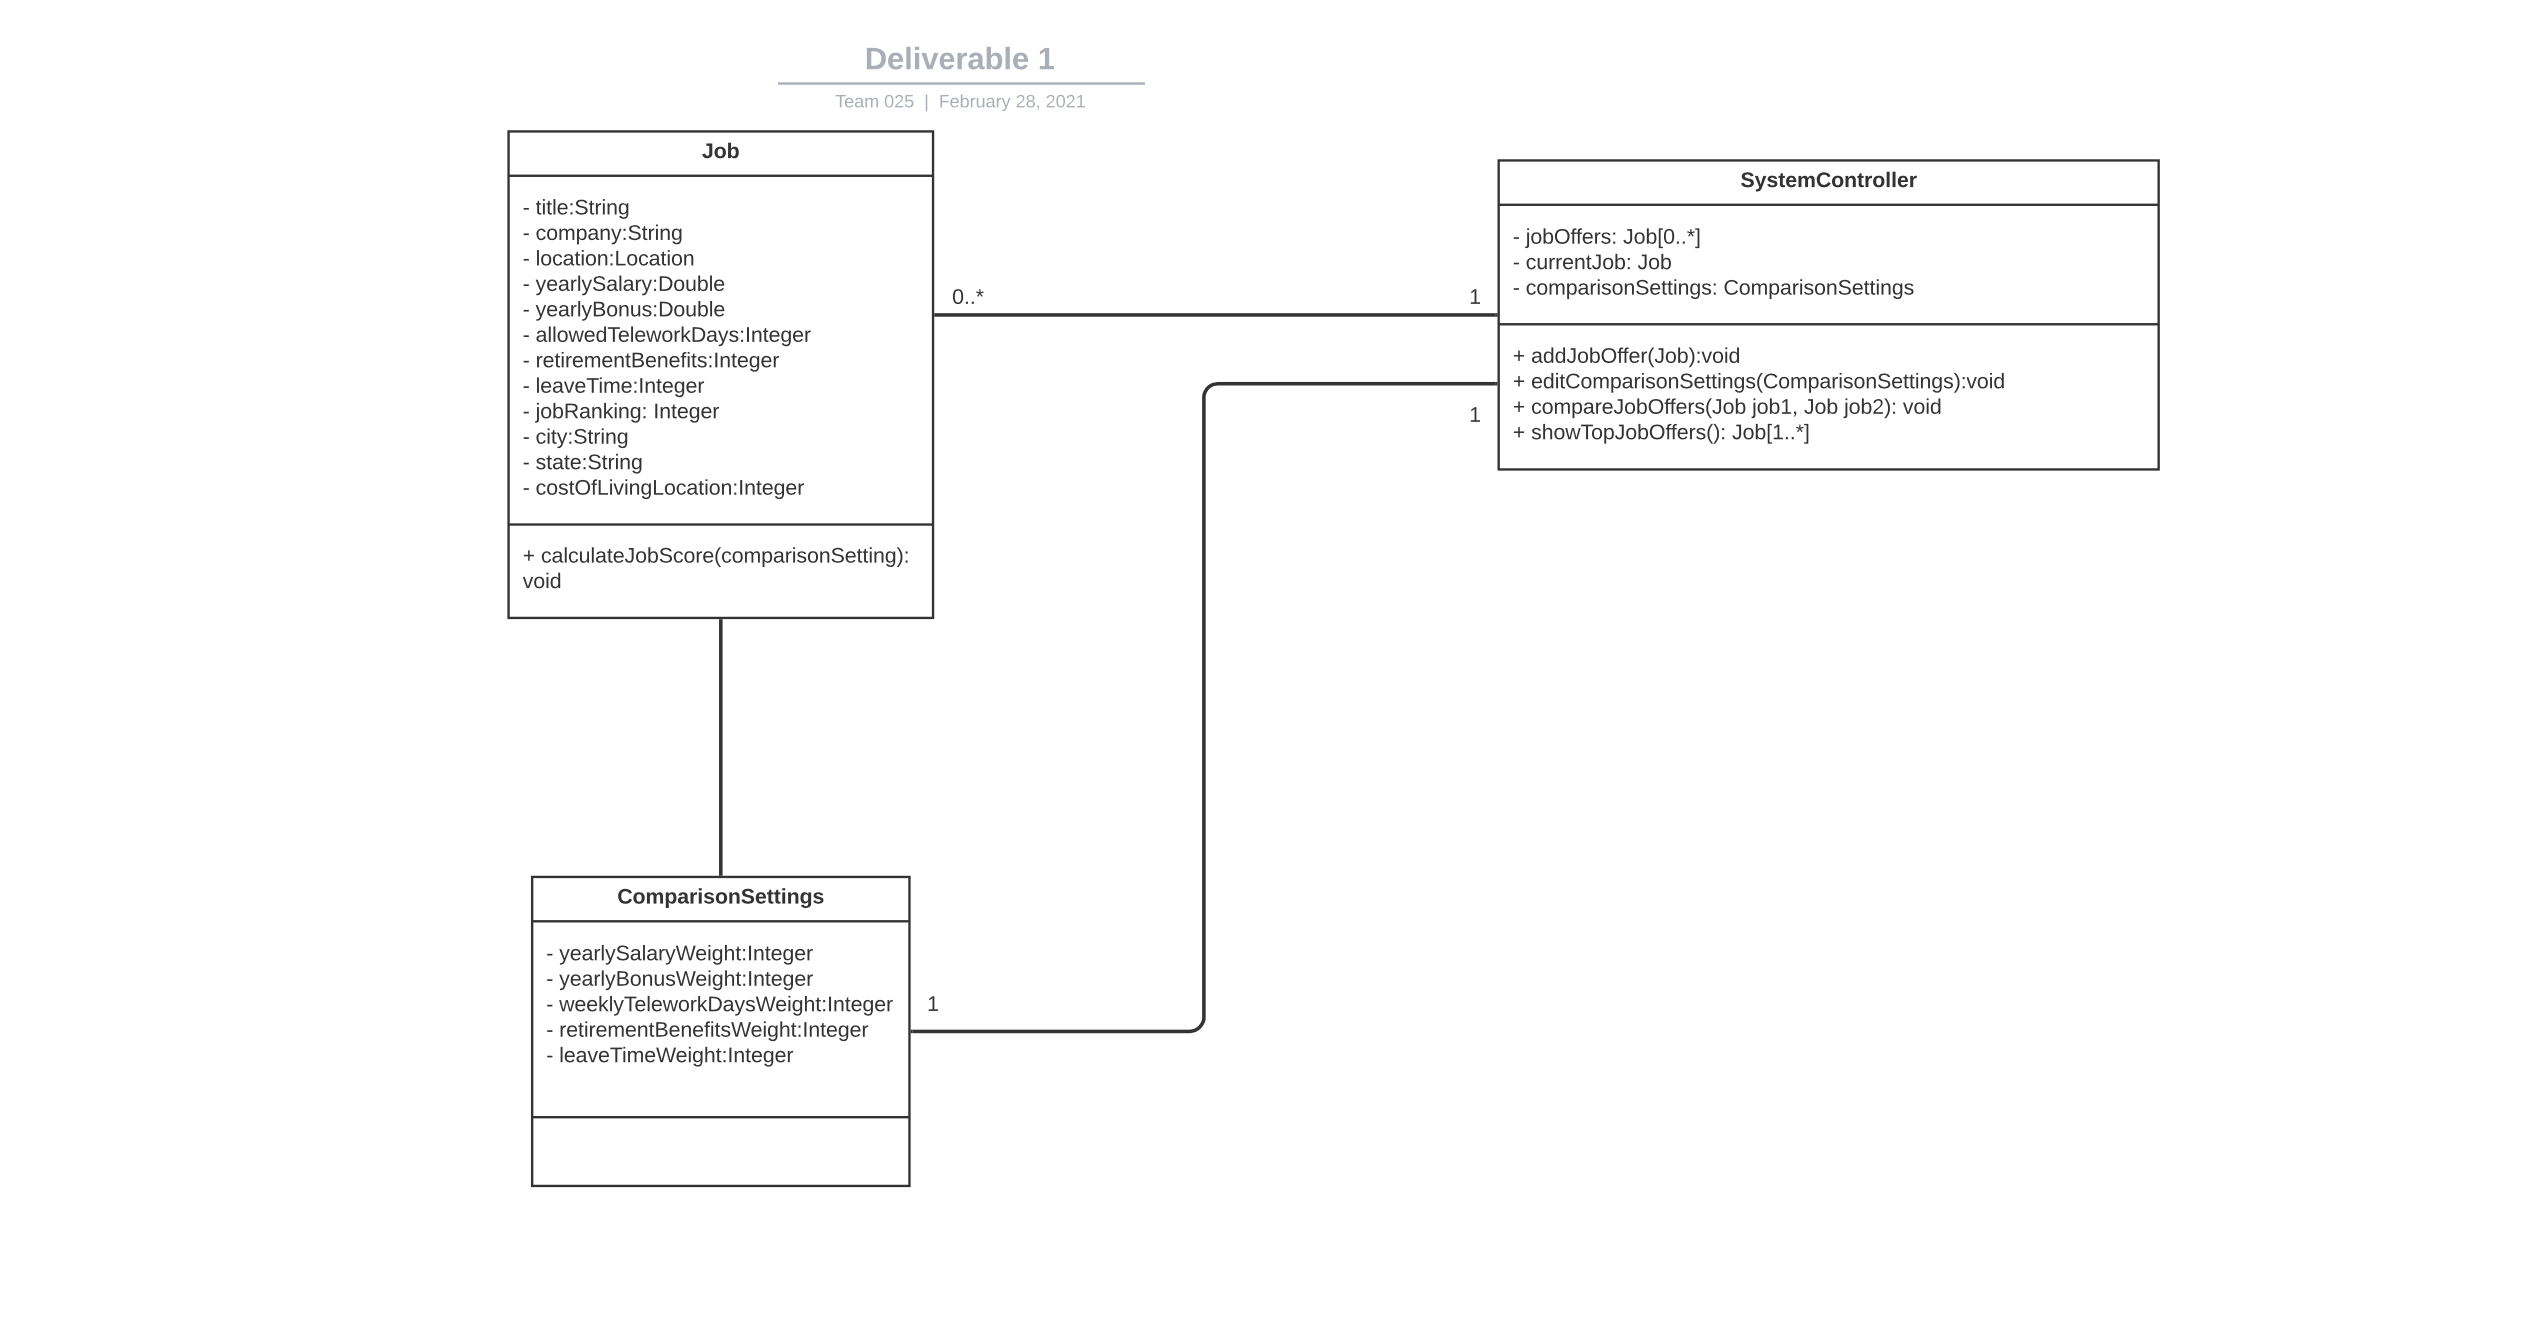 Deliverable 1
Team 025 | February 28, 2021
Job
- title:String
- company:String
- location:Location
- yearlySalary:Double
- yearlyBonus:Double
- allowedTeleworkDays:Integer
- retirementBenefits:Integer
- leaveTime:Integer
- jobRanking: Integer
- city:String
- state:String
- costOfLivingLocation:Integer
+ calculateJobScore(comparisonSetting):
void
0..*
1
SystemController
- jobOffers: Job[0..*]
- currentJob: Job
- comparisonSettings: ComparisonSettings
+ addJobOffer(Job):void
+ editComparisonSettings(ComparisonSettings):void
+ compareJobOffers(Job job1, Job job2): void
+ showTopJobOffers(): Job[1..*]
1
ComparisonSettings
- yearlySalaryWeight:Integer
- yearlyBonusWeight:Integer
- weeklyTeleworkDaysWeight:Integer
- retirementBenefitsWeight:Integer
- leaveTimeWeight:Integer
1